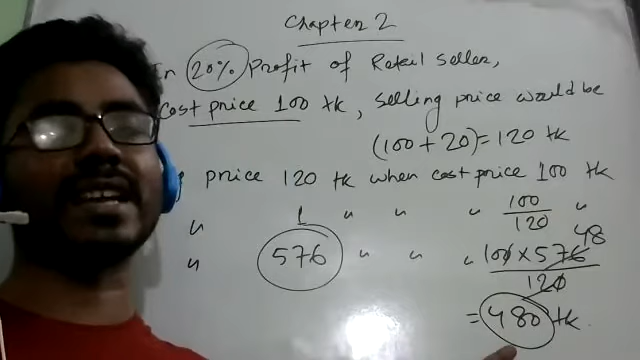 Chapter 2
In 20% Profit of Retail seller,
Cost price 100 tk, selling price would be
(100 + 20) = 120 tk
price 120 tk when cost price 100 tk
" 1 " " " 100/120 "
" 576 " " " 100 × 576 / 120 48
= 480 tk.